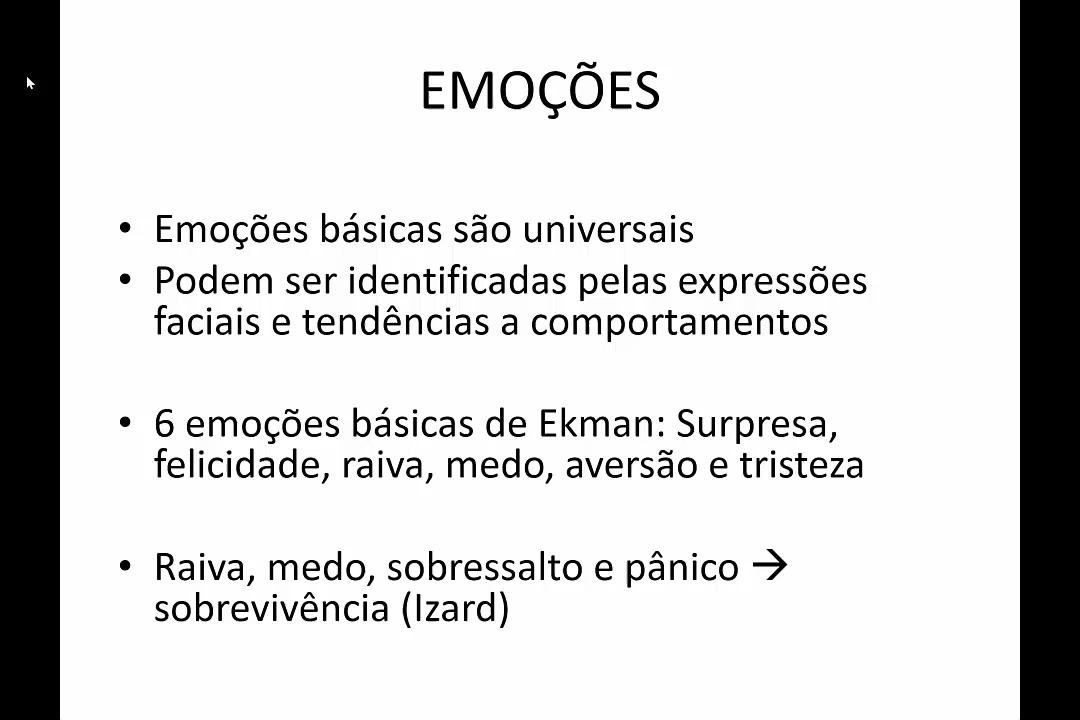 EMOÇÕES
• Emoções básicas são universais
• Podem ser identificadas pelas expressões
faciais e tendências a comportamentos
• 6 emoções básicas de Ekman: Surpresa,
felicidade, raiva, medo, aversão e tristeza
• Raiva, medo, sobressalto e pânico →
sobrevivência (Izard)